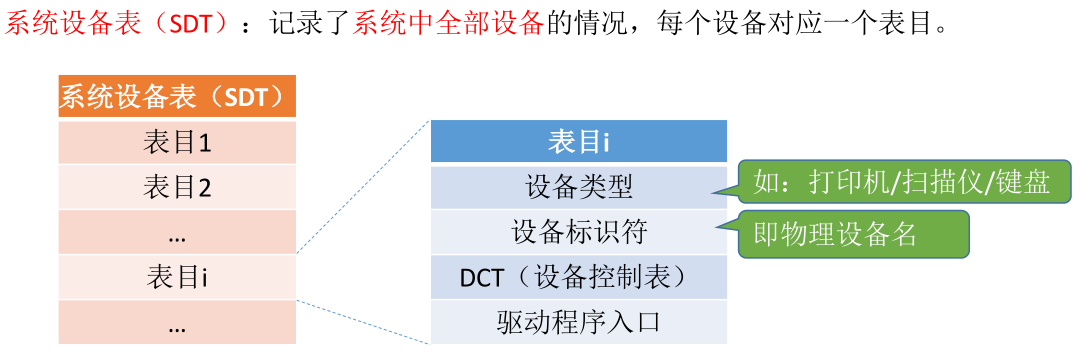 系统设备表（SDT）：记录了系统中全部设备的情况，每个设备对应一个表目。
系统设备表（SDT）
表目1
表目2
...
表目i
...
表目i
设备类型
设备标识符
DCT（设备控制表）
驱动程序入口
如：打印机/扫描仪/键盘
即物理设备名